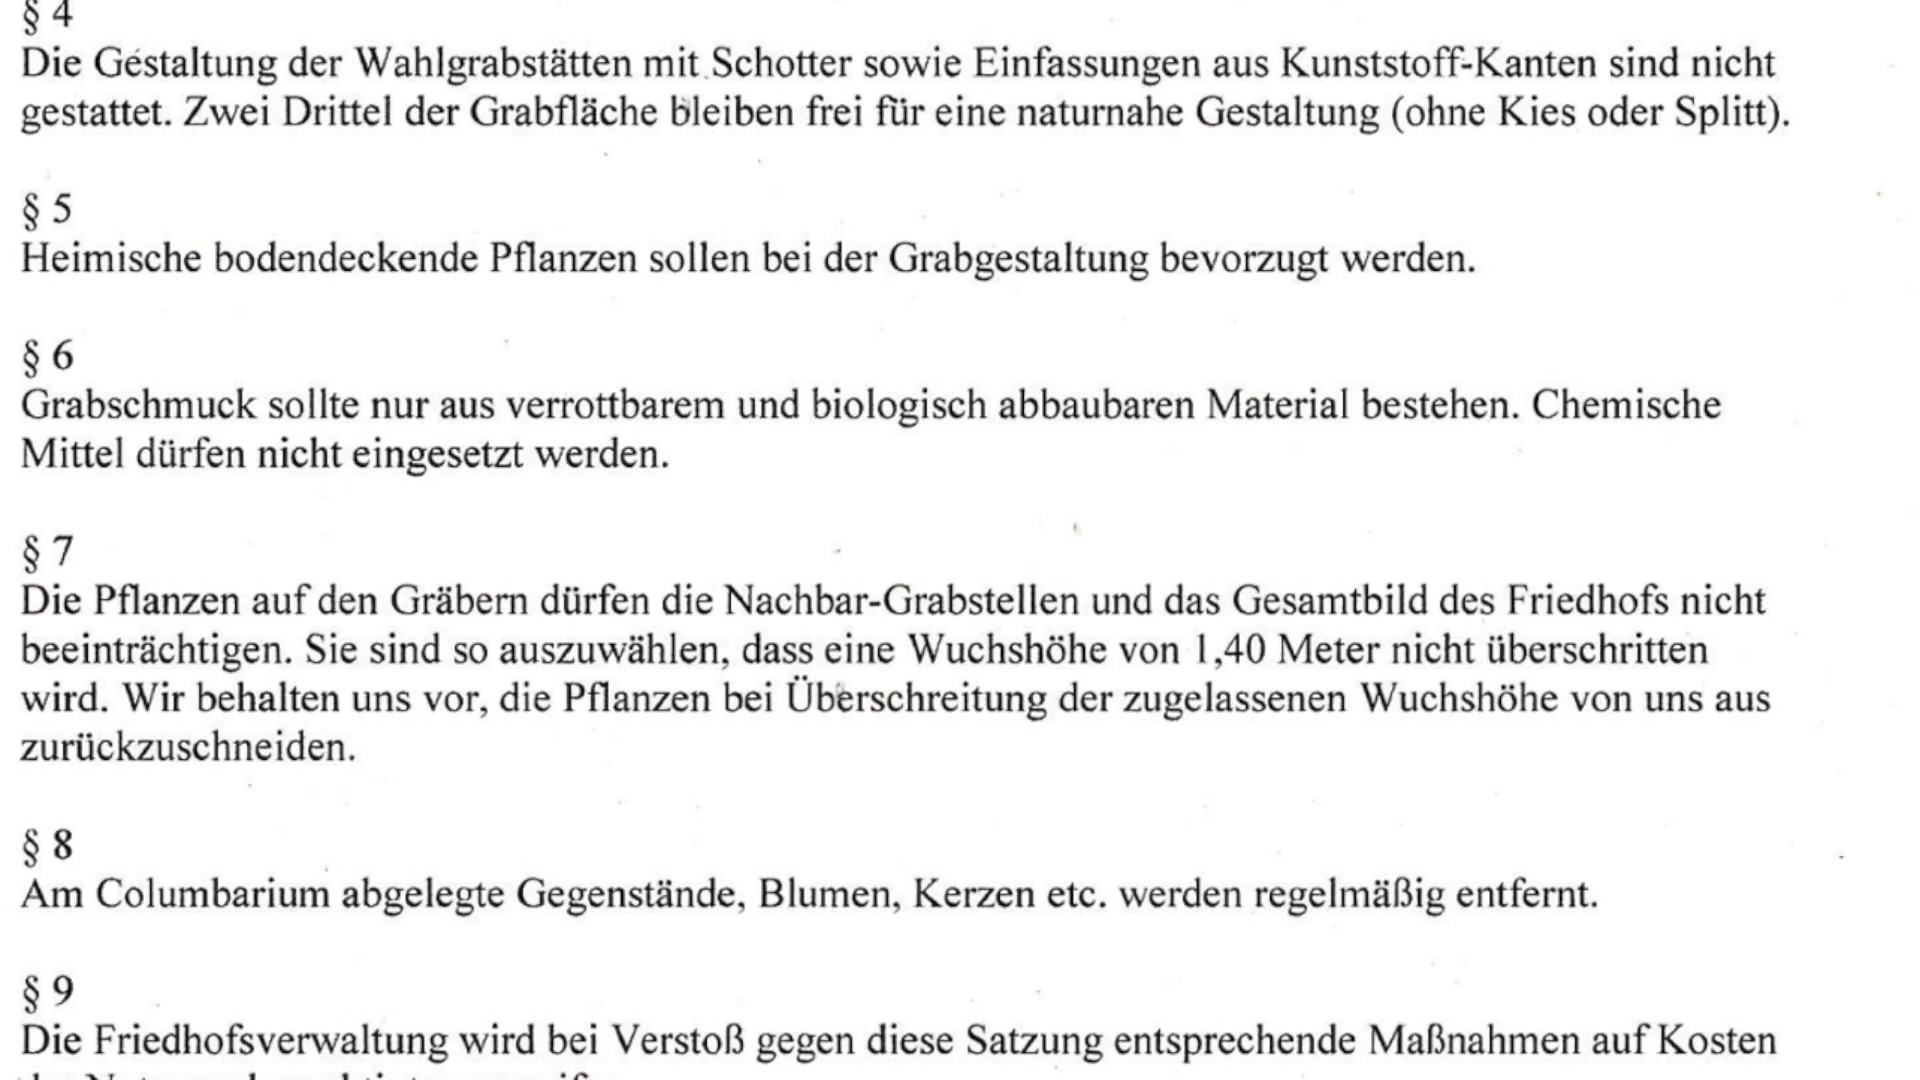 § 4
Die Gestaltung der Wahlgrabstätten mit Schotter sowie Einfassungen aus Kunststoff-Kanten sind nicht
gestattet. Zwei Drittel der Grabfläche bleiben frei für eine naturnahe Gestaltung (ohne Kies oder Splitt).
§ 5
Heimische bodendeckende Pflanzen sollen bei der Grabgestaltung bevorzugt werden.
§ 6
Grabschmuck sollte nur aus verrottbarem und biologisch abbaubaren Material bestehen. Chemische
Mittel dürfen nicht eingesetzt werden.
§ 7
Die Pflanzen auf den Gräbern dürfen die Nachbar-Grabstellen und das Gesamtbild des Friedhofs nicht
beeinträchtigen. Sie sind so auszuwählen, dass eine Wuchshöhe von 1,40 Meter nicht überschritten
wird. Wir behalten uns vor, die Pflanzen bei Überschreitung der zugelassenen Wuchshöhe von uns aus
zurückzuschneiden.
§ 8
Am Columbarium abgelegte Gegenstände, Blumen, Kerzen etc. werden regelmäßig entfernt.
§ 9
Die Friedhofsverwaltung wird bei Verstoß gegen diese Satzung entsprechende Maßnahmen auf Kosten